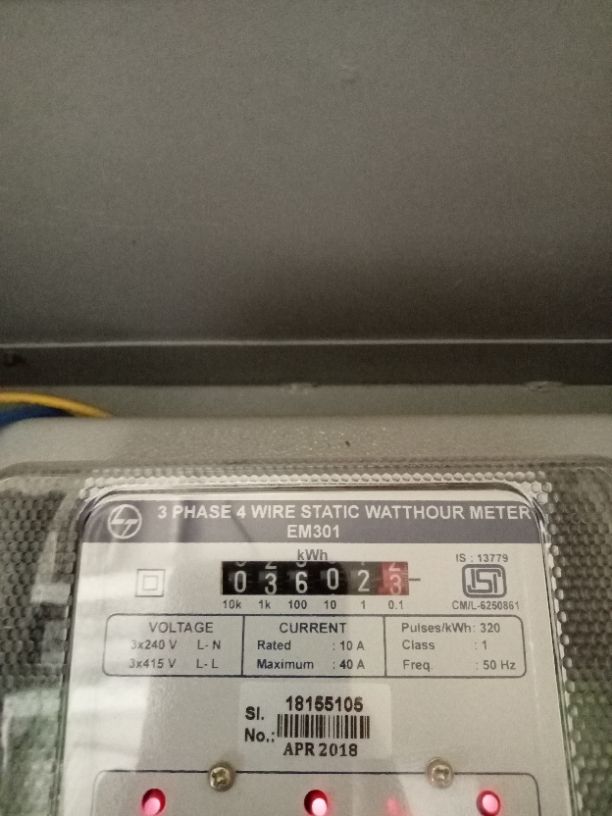 3 PHASE 4 WIRE STATIC WATTHOUR METER
EM301
kWh
IS : 13779
0 3 6 0 2 3
10k 1k 100 10 1 0.1
ISI
CM/L-6250861
VOLTAGE
3x240 V L- N
3x415 V L- L
CURRENT
Rated : 10 A
Maximum : 40 A
Pulses/kWh: 320
Class : 1
Freq. : 50 Hz
Sl. No.: 18155105
APR 2018